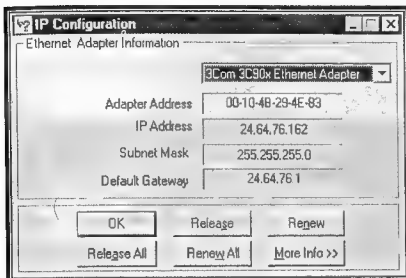 IP Configuration
Ethernet Adapter Information
3Com 3C90x Ethernet Adapter
Adapter Address 00-10-4B-29-4E-83
IP Address 24.64.76.162
Subnet Mask 255.255.255.0
Default Gateway 24.64.76.1
OK Release Renew
Release All Renew All More Info >>